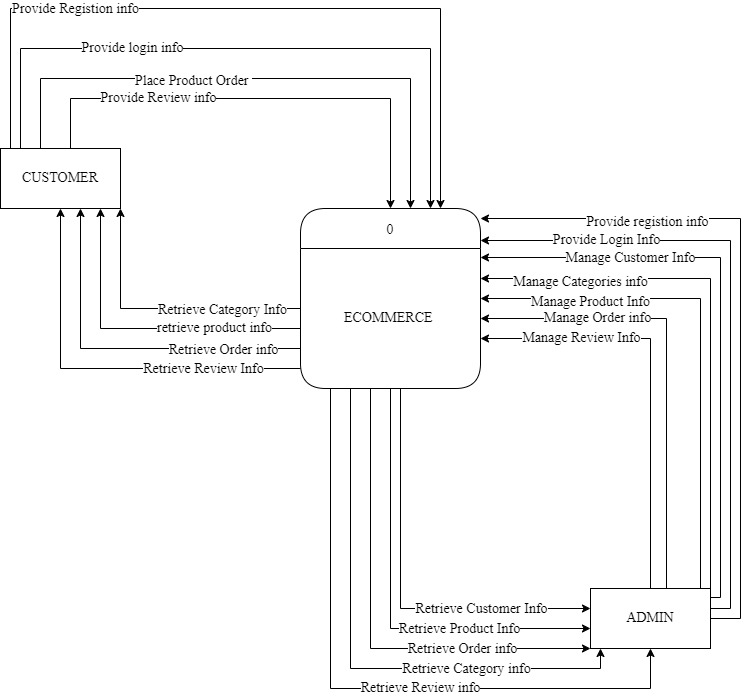 Provide Registion info
Provide login info
Place Product Order
Provide Review info
CUSTOMER
0
Provide registion info
Provide Login Info
Manage Customer Info
Manage Categories info
Manage Product Info
Manage Order info
Manage Review Info
ECOMMERCE
Retrieve Category Info
retrieve product info
Retrieve Order info
Retrieve Review Info
Retrieve Customer Info
ADMIN
Retrieve Product Info
Retrieve Order info
Retrieve Category info
Retrieve Review info